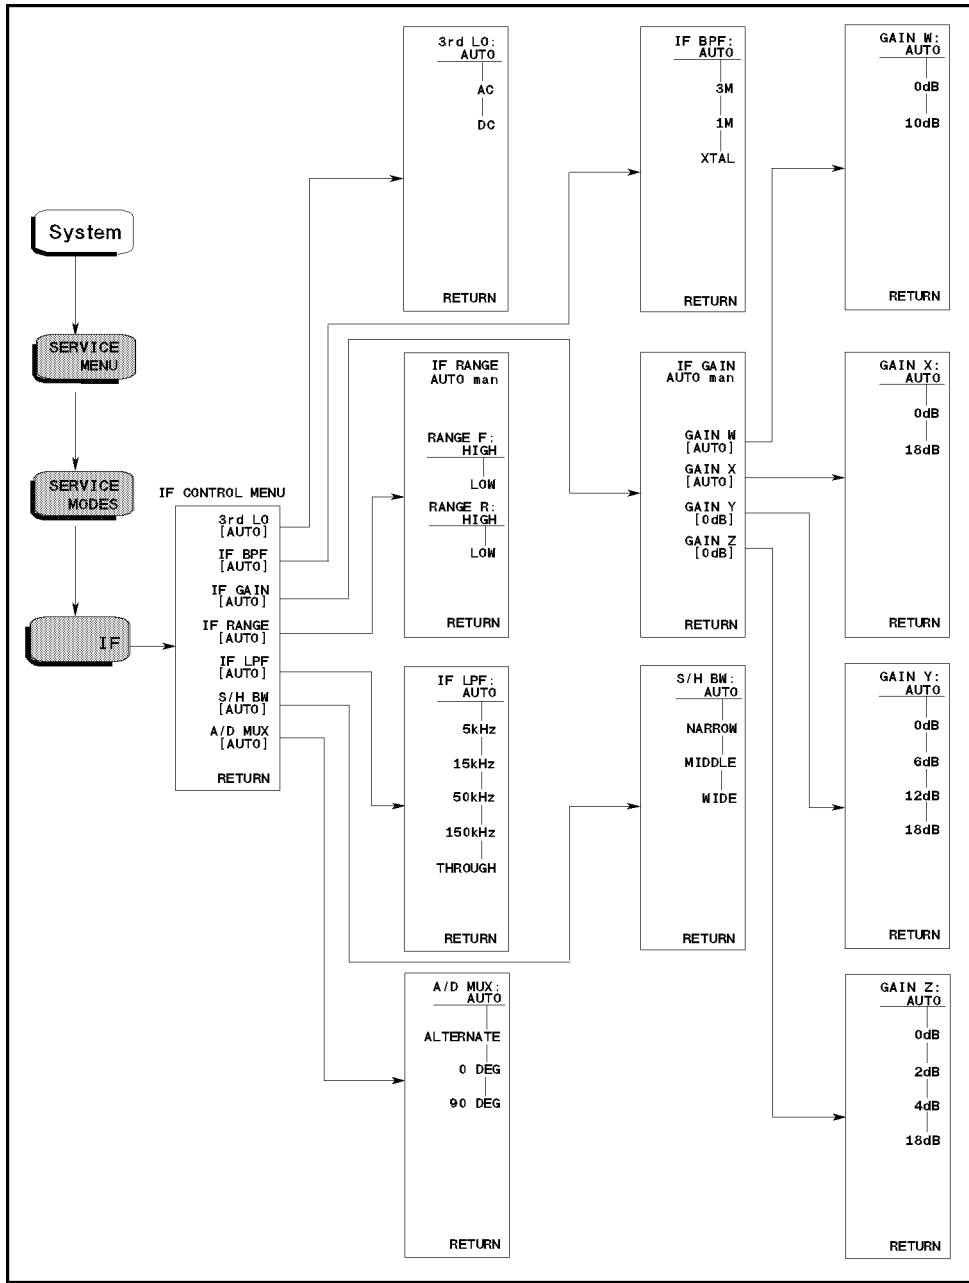 System
SERVICE
MENU
SERVICE
MODES
IF
IF CONTROL MENU
3rd LO
[AUTO]
IF BPF
[AUTO]
IF GAIN
[AUTO]
IF RANGE
[AUTO]
IF LPF
[AUTO]
S/H BW
[AUTO]
A/D MUX
[AUTO]
RETURN
3rd LO:
AUTO
AC
DC
RETURN
IF BPF:
AUTO
3M
1M
XTAL
RETURN
GAIN W:
AUTO
0dB
10dB
RETURN
IF RANGE
AUTO man
RANGE F:
HIGH
LOW
RANGE R:
HIGH
LOW
RETURN
IF GAIN
AUTO man
GAIN W
[AUTO]
GAIN X
[AUTO]
GAIN Y
[0dB]
GAIN Z
[0dB]
RETURN
GAIN X:
AUTO
0dB
18dB
RETURN
IF LPF:
AUTO
5kHz
15kHz
50kHz
150kHz
THROUGH
RETURN
S/H BW:
AUTO
NARROW
MIDDLE
WIDE
RETURN
GAIN Y:
AUTO
0dB
6dB
12dB
18dB
RETURN
A/D MUX:
AUTO
ALTERNATE
0 DEG
90 DEG
RETURN
GAIN Z:
AUTO
0dB
2dB
4dB
18dB
RETURN